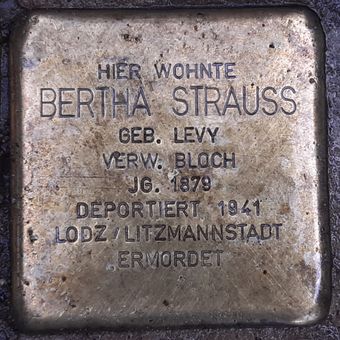 HIER WOHNTE
BERTHA STRAUSS
GEB. LEVY
VERW. BLOCH
JG. 1879
DEPORTIERT 1941
LODZ/LITZMANNSTADT
ERMORDET